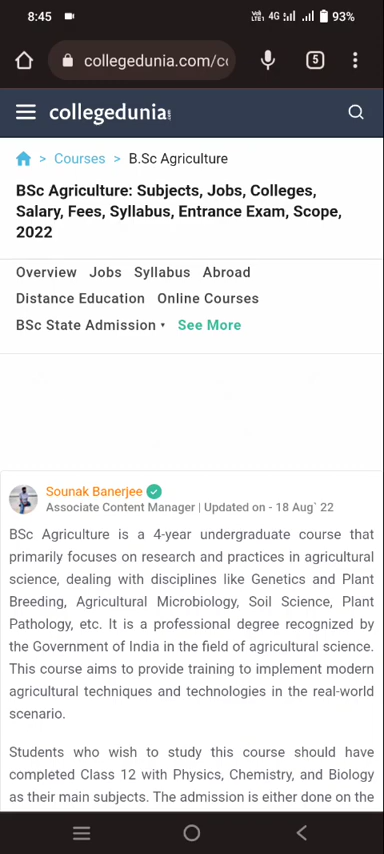 8:45 4G 93%
collegedunia.com/c 5
collegedunia
> Courses > B.Sc Agriculture
BSc Agriculture: Subjects, Jobs, Colleges,
Salary, Fees, Syllabus, Entrance Exam, Scope,
2022
Overview Jobs Syllabus Abroad
Distance Education Online Courses
BSc State Admission See More
Sounak Banerjee
Associate Content Manager | Updated on - 18 Aug` 22
BSc Agriculture is a 4-year undergraduate course that
primarily focuses on research and practices in agricultural
science, dealing with disciplines like Genetics and Plant
Breeding, Agricultural Microbiology, Soil Science, Plant
Pathology, etc. It is a professional degree recognized by
the Government of India in the field of agricultural science.
This course aims to provide training to implement modern
agricultural techniques and technologies in the real-world
scenario.
Students who wish to study this course should have
completed Class 12 with Physics, Chemistry, and Biology
as their main subjects. The admission is either done on the